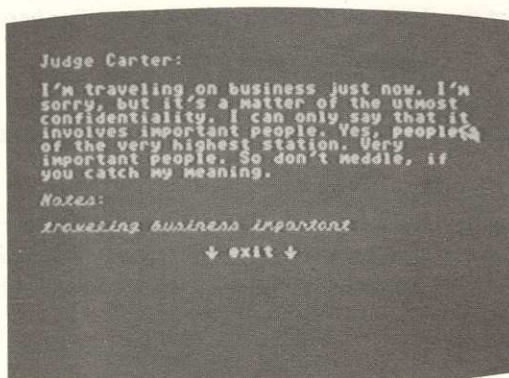 Judge Carter:
I'm traveling on business just now. I'm
sorry, but it's a matter of the utmost
confidentiality. I can only say that it
involves important people. Yes, people
of the very highest station. Very
important people. So don't meddle, if
you catch my meaning.
Notes:
traveling business important
↓ exit ↓